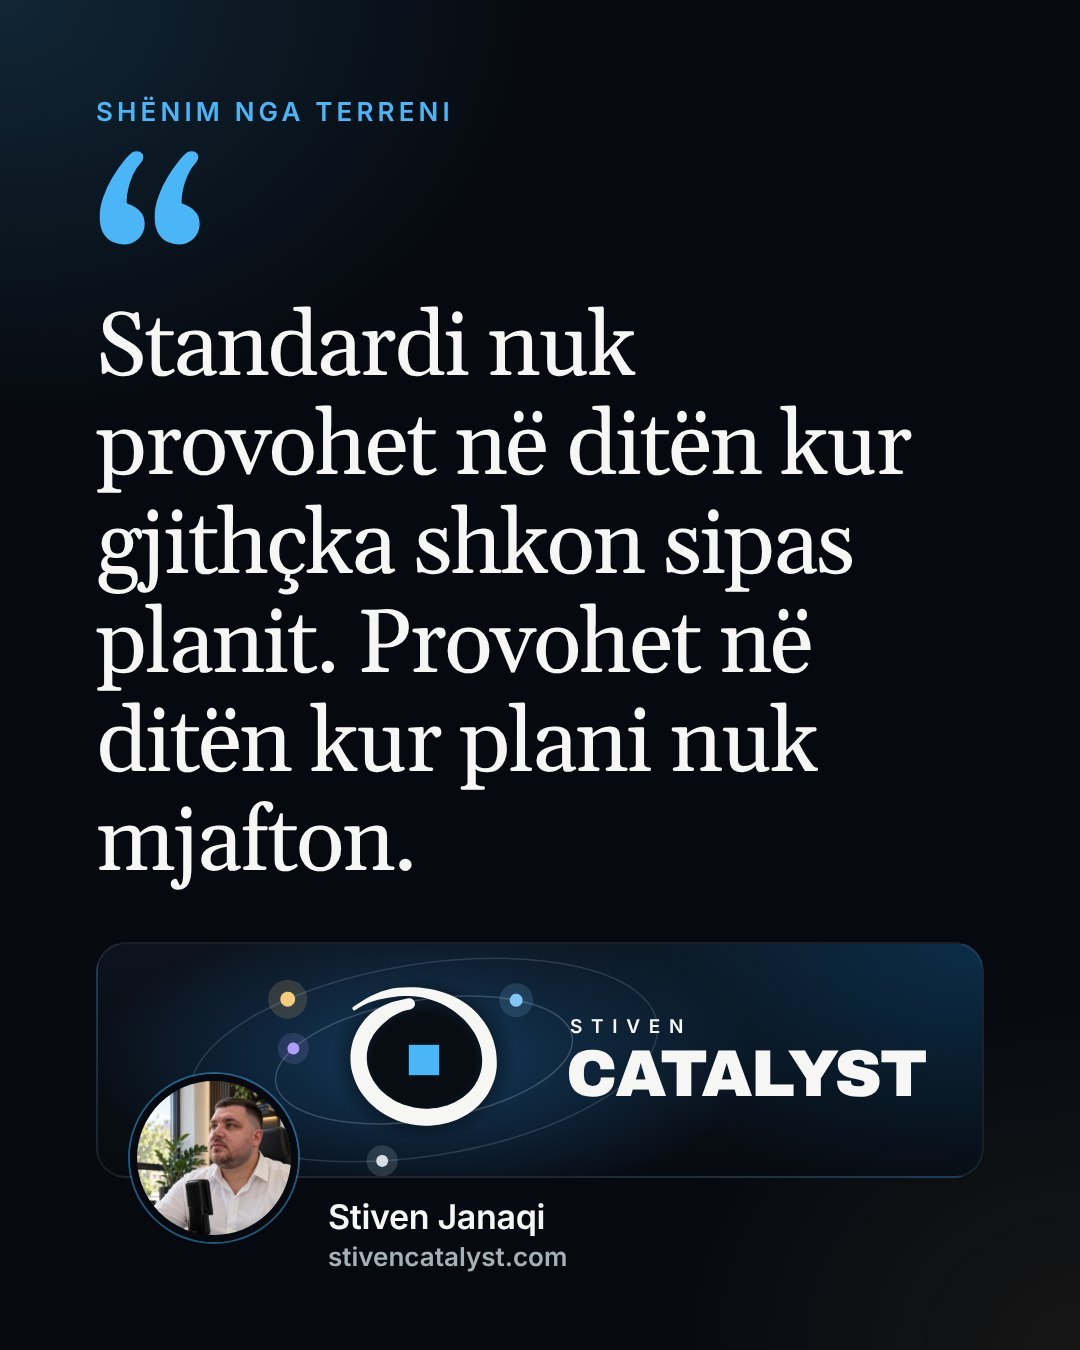 SHËNIM NGA TERRENI
“
Standardi nuk
provohet në ditën kur
gjithçka shkon sipas
planit. Provohet në
ditën kur plani nuk
mjafton.
STIVEN
CATALYST
Stiven Janaqi
stivencatalyst.com